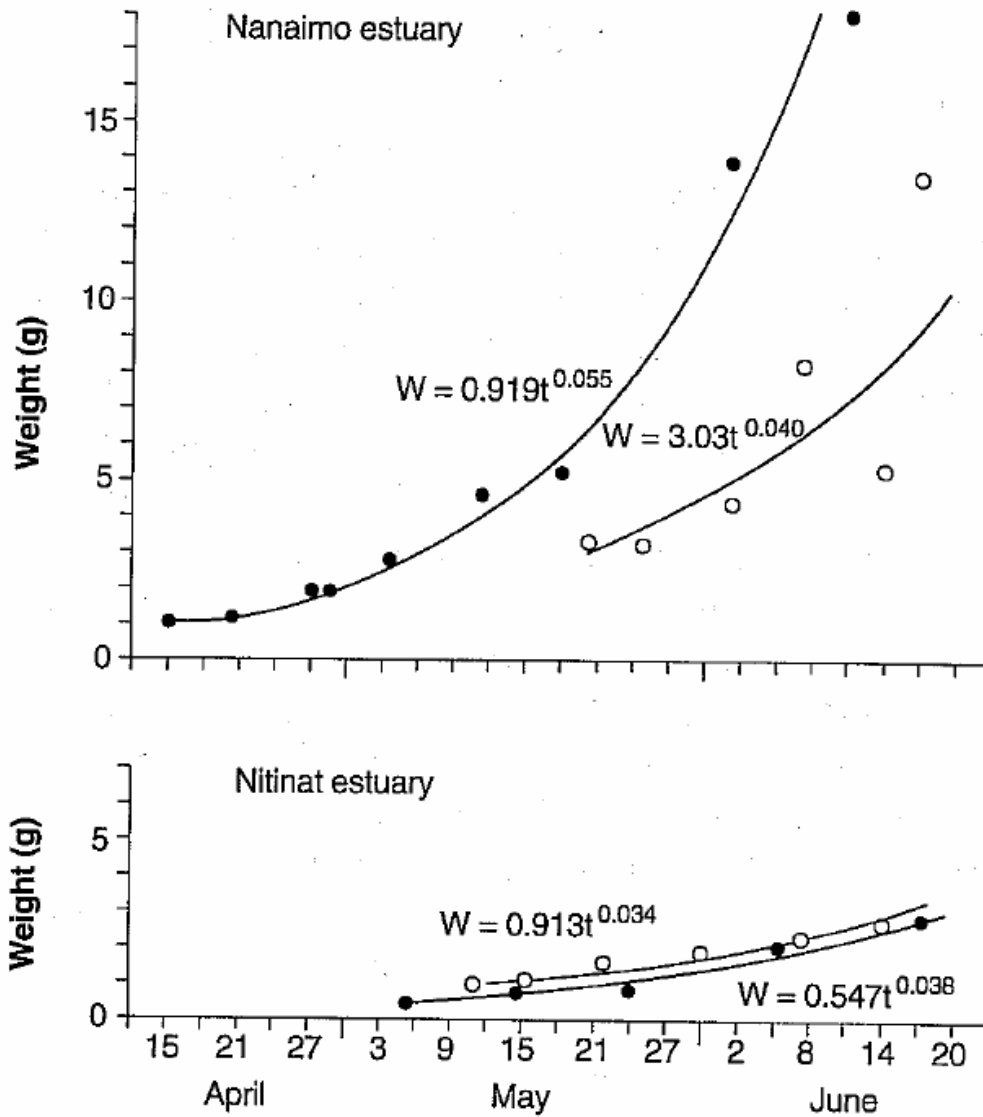 Nanaimo estuary
15
10
5
0
Weight (g)
W = 0.919t^0.055
W = 3.03t^0.040
Nitinat estuary
5
0
Weight (g)
W = 0.913t^0.034
W = 0.547t^0.038
15 21 27 3 9 15 21 27 2 8 14 20
April May June